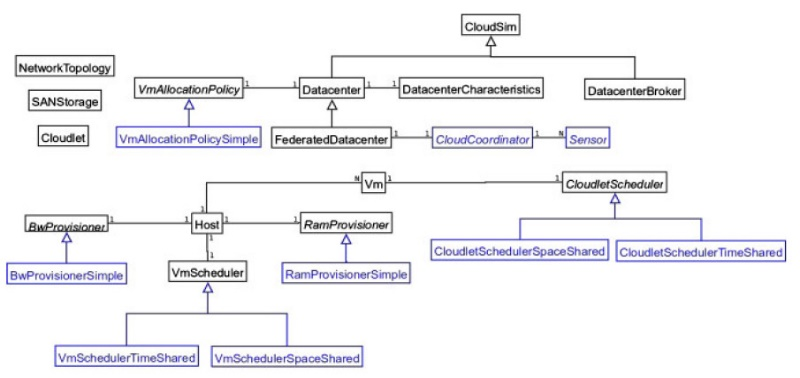 CloudSim
NetworkTopology
VmAllocationPolicy 1 1 Datacenter 1 1 DatacenterCharacteristics
DatacenterBroker
SANStorage
Cloudlet
VmAllocationPolicySimple
FederatedDatacenter 1 1 CloudCoordinator 1 N Sensor
N Vm 1 1 CloudletScheduler
1
BwProvisioner 1 1 Host 1 1 RamProvisioner
1
1
CloudletSchedulerSpaceShared
CloudletSchedulerTimeShared
BwProvisionerSimple
VmScheduler
RamProvisionerSimple
VmSchedulerTimeShared
VmSchedulerSpaceShared